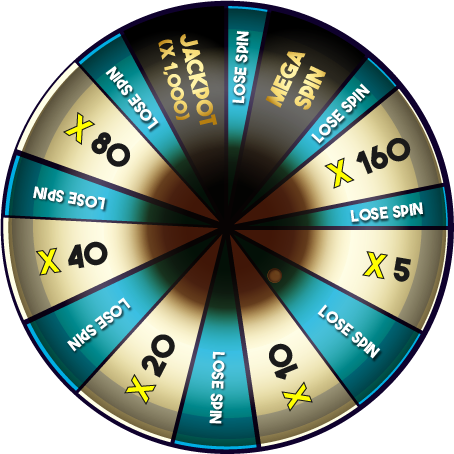 JACKPOT
(X 1,000)
LOSE SPIN
MEGA
SPIN
LOSE SPIN
X 160
LOSE SPIN
X 5
LOSE SPIN
X 10
LOSE SPIN
X 20
LOSE SPIN
X 40
LOSE SPIN
X 80
LOSE SPIN